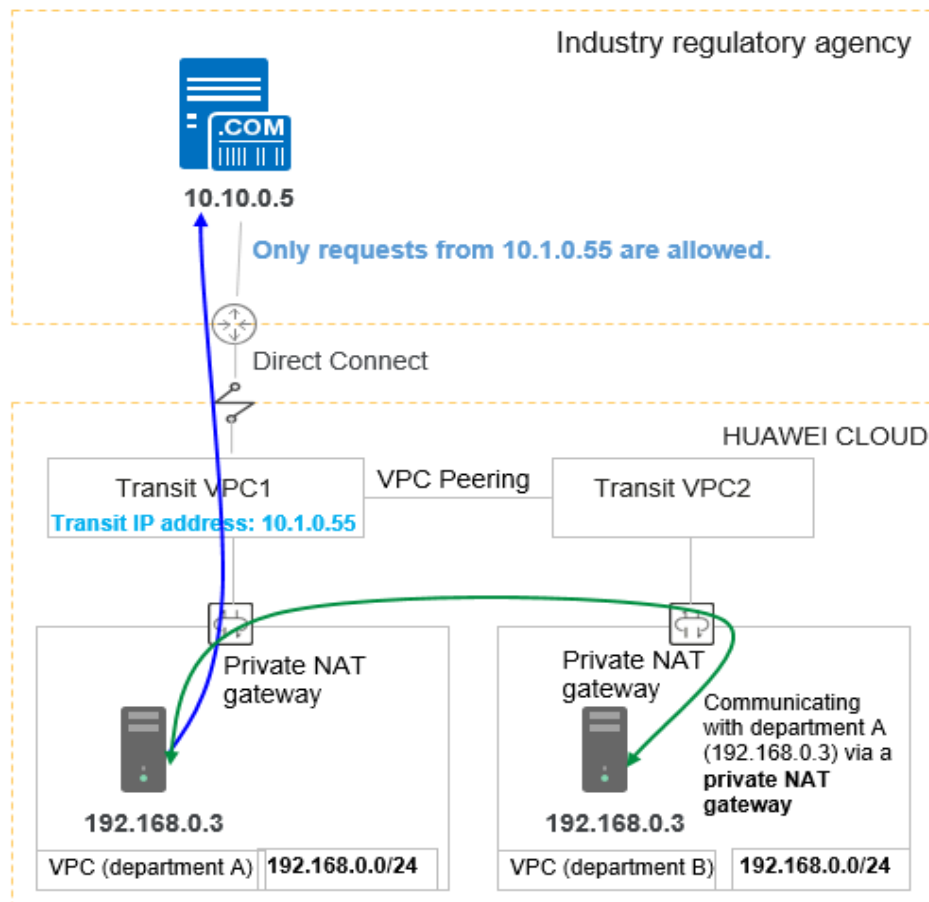 Industry regulatory agency
.COM
10.10.0.5
Only requests from 10.1.0.55 are allowed.
Direct Connect
HUAWEI CLOUD
Transit VPC1
Transit IP address: 10.1.0.55
VPC Peering
Transit VPC2
Private NAT
gateway
192.168.0.3
VPC (department A)
192.168.0.0/24
Private NAT
gateway
Communicating
with department A
(192.168.0.3) via a
private NAT
gateway
192.168.0.3
VPC (department B)
192.168.0.0/24